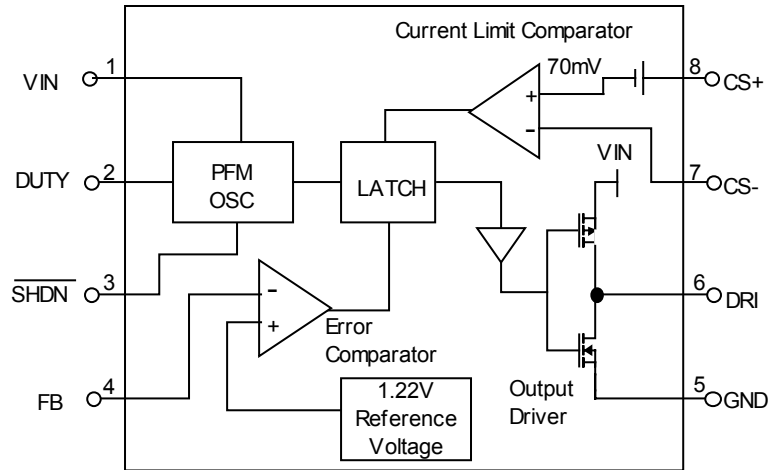 Current Limit Comparator
1
VIN
70mV
8
CS+
+
-
VIN
2
DUTY
PFM
OSC
LATCH
7
CS-
3
SHDN
6
DRI
-
+
Error
Comparator
4
FB
1.22V
Reference
Voltage
Output
Driver
5
GND